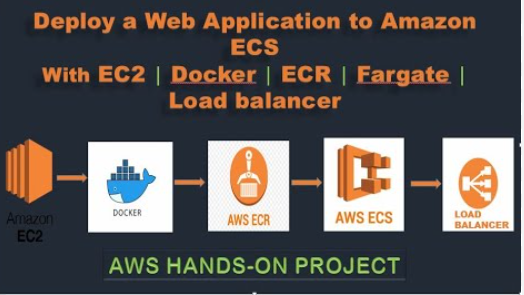 Deploy a Web Application to Amazon
ECS
With EC2 | Docker | ECR | Fargate |
Load balancer
Amazon
EC2
DOCKER
AWS ECR
AWS ECS
LOAD
BALANCER
AWS HANDS-ON PROJECT